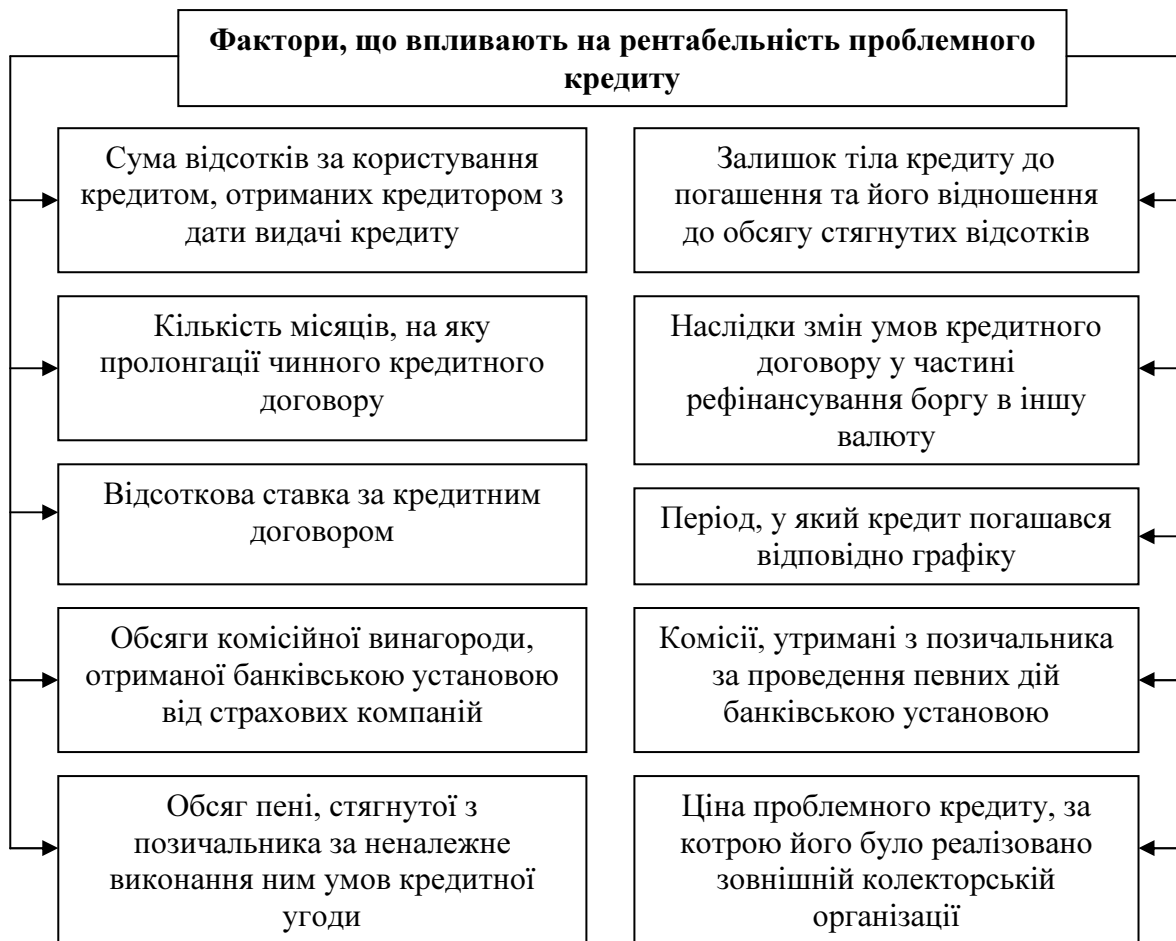 Фактори, що впливають на рентабельність проблемного
кредиту
Сума відсотків за користування
кредитом, отриманих кредитором з
дати видачі кредиту
Кількість місяців, на яку
пролонгації чинного кредитного
договору
Відсоткова ставка за кредитним
договором
Обсяги комісійної винагороди,
отриманої банківською установою
від страхових компаній
Обсяг пені, стягнутої з
позичальника за неналежне
виконання ним умов кредитної
угоди
Залишок тіла кредиту до
погашення та його відношення
до обсягу стягнутих відсотків
Наслідки змін умов кредитного
договору у частині
рефінансування боргу в іншу
валюту
Період, у який кредит погашався
відповідно графіку
Комісії, утримані з позичальника
за проведення певних дій
банківською установою
Ціна проблемного кредиту, за
котрою його було реалізовано
зовнішній колекторській
організації